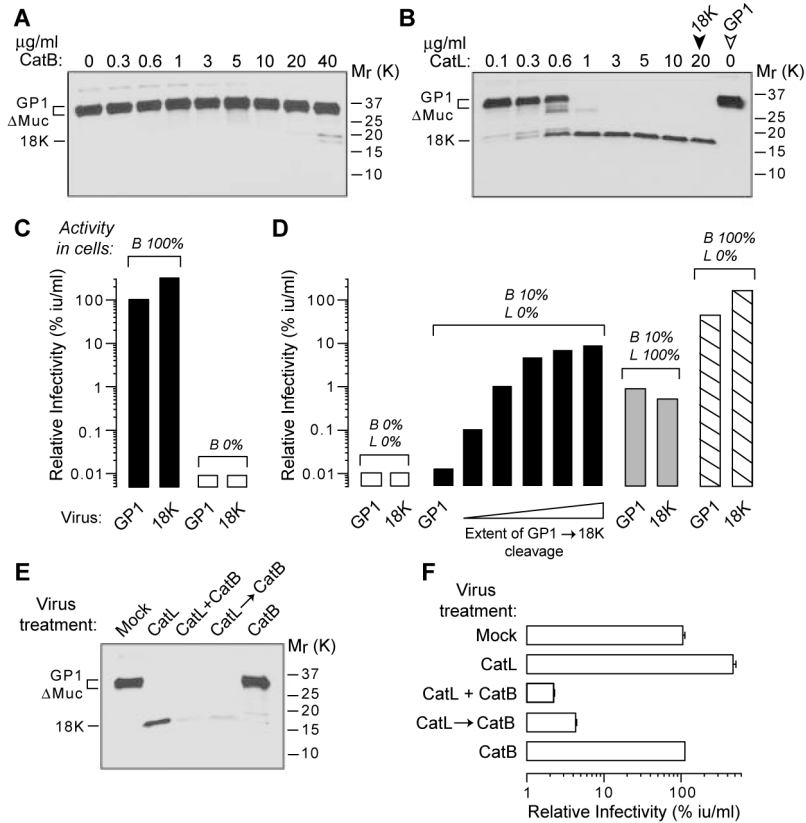 A
μg/ml
CatB: 0 0.3 0.6 1 3 5 10 20 40
Mr (K)
GP1
ΔMuc
18K
37
25
20
15
10
B
18K GP1
μg/ml
CatL: 0.1 0.3 0.6 1 3 5 10 20 0
Mr (K)
GP1
ΔMuc
18K
37
25
20
15
10
C
Activity
in cells:
B 100%
Relative Infectivity (% iu/ml)
100
10
1
0.1
0.01
B 0%
Virus: GP1 18K GP1 18K
D
Relative Infectivity (% iu/ml)
100
10
1
0.1
0.01
B 0%
L 0%
B 10%
L 0%
B 10%
L 100%
B 100%
L 0%
GP1 18K GP1 GP1 18K GP1 18K
Extent of GP1→18K
cleavage
E
Virus
treatment:
Mock CatL CatL+CatB CatL→CatB CatB
Mr (K)
GP1
ΔMuc
18K
37
25
20
15
10
F
Virus
treatment:
Mock
CatL
CatL + CatB
CatL→CatB
CatB
1 10 100
Relative Infectivity (% iu/ml)